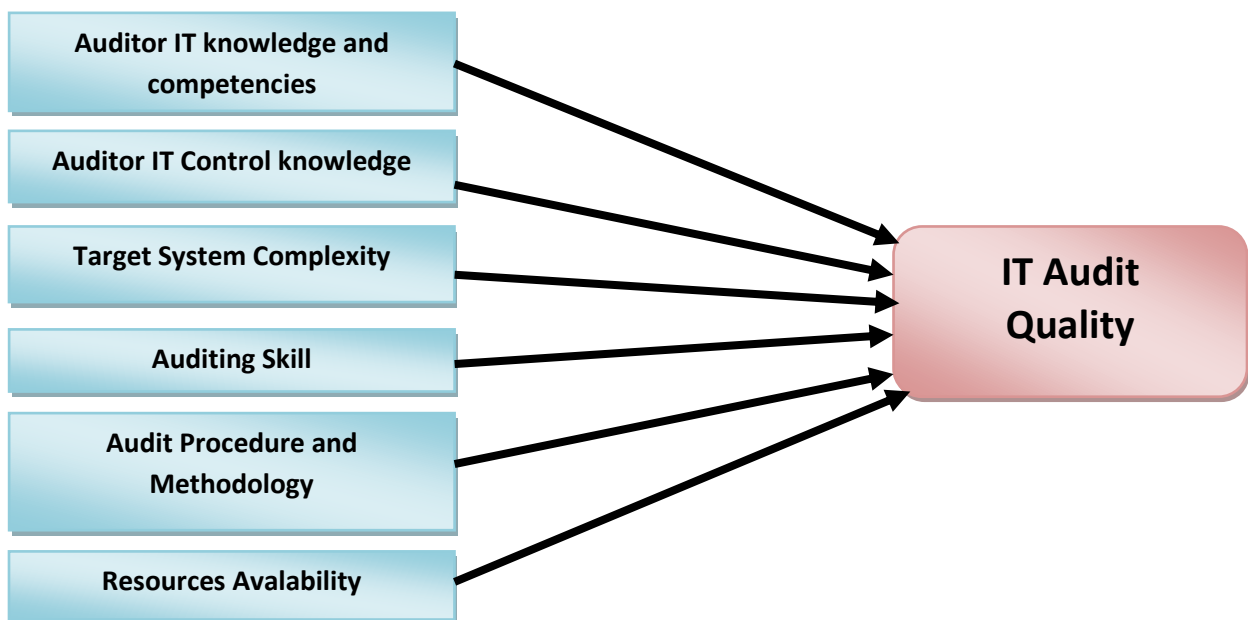 Auditor IT knowledge and
competencies
Auditor IT Control knowledge
Target System Complexity
Auditing Skill
Audit Procedure and
Methodology
Resources Avalability
IT Audit
Quality